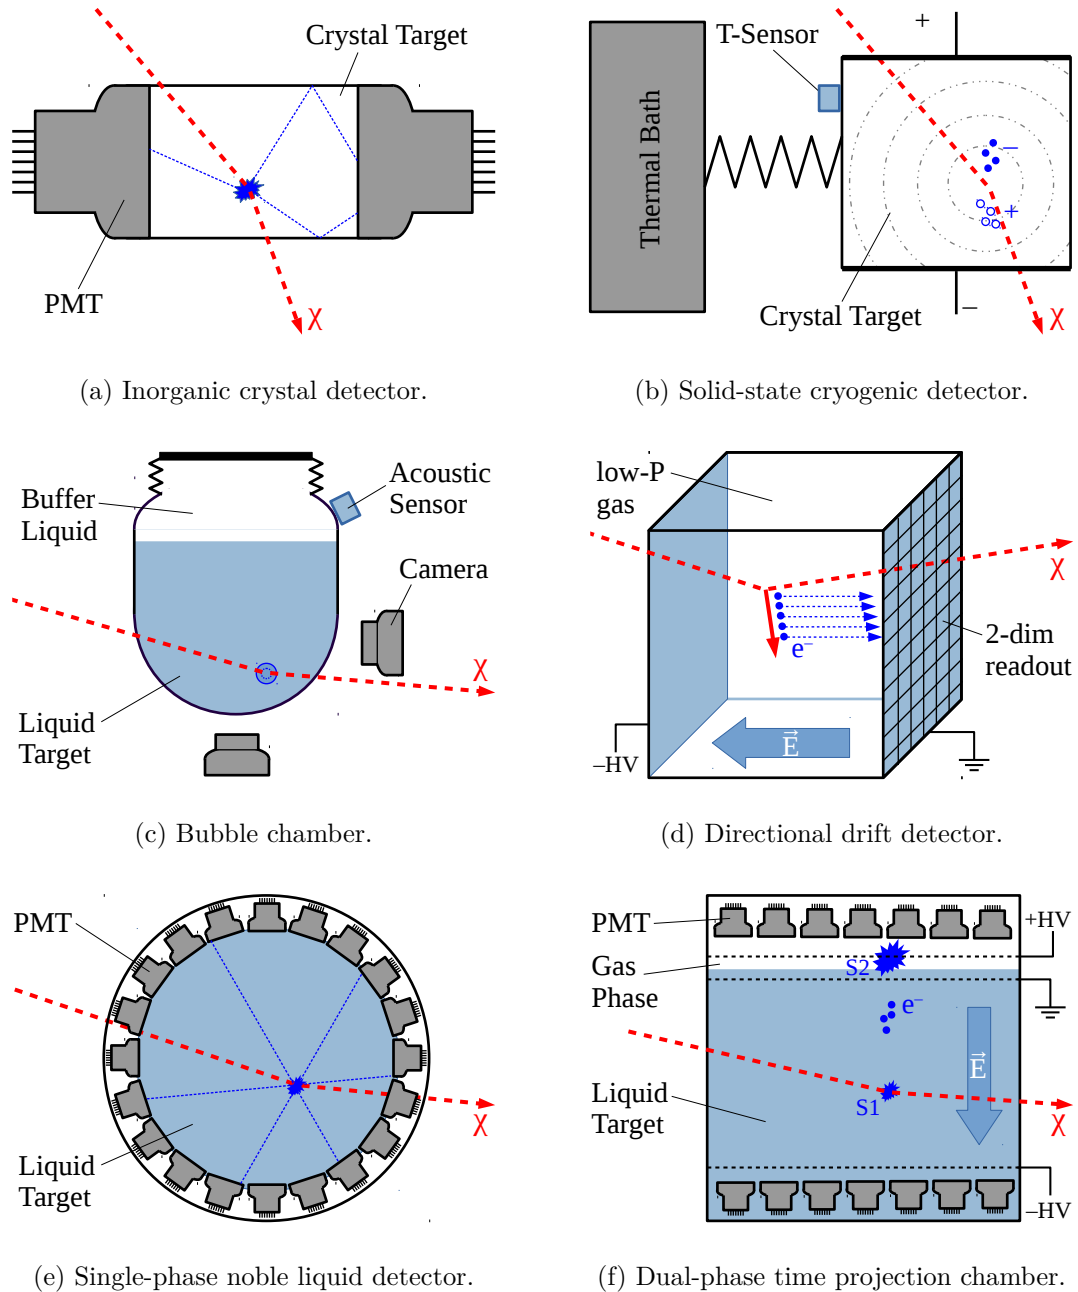 Crystal Target
PMT
χ
(a) Inorganic crystal detector.
+
T-Sensor
Thermal Bath
−
+
Crystal Target
−
χ
(b) Solid-state cryogenic detector.
Buffer
Liquid
Acoustic
Sensor
Camera
χ
Liquid
Target
(c) Bubble chamber.
low-P
gas
χ
e−
2-dim
readout
E⃗
−HV
(d) Directional drift detector.
PMT
χ
Liquid
Target
(e) Single-phase noble liquid detector.
PMT
+HV
Gas
Phase
S2
e−
E⃗
Liquid
Target
S1
χ
−HV
(f) Dual-phase time projection chamber.